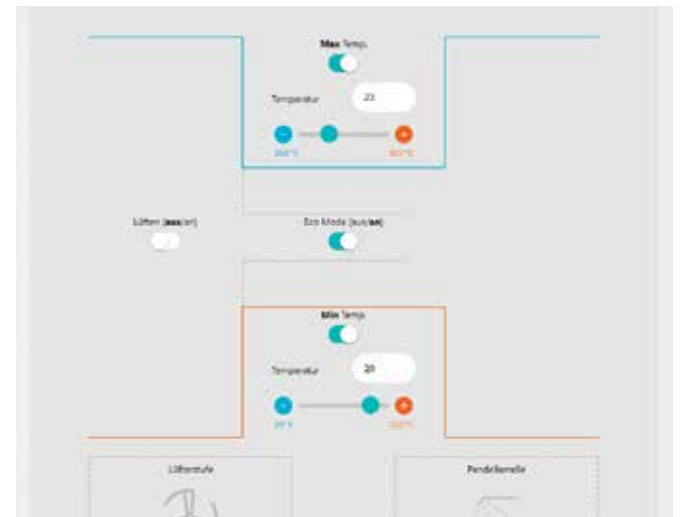 Max Temp.
Temperatur
23
Lüften (aus/an)
Eco Mode (aus/an)
Min Temp.
Temperatur
20
Lüfterstufe
Pendellamelle